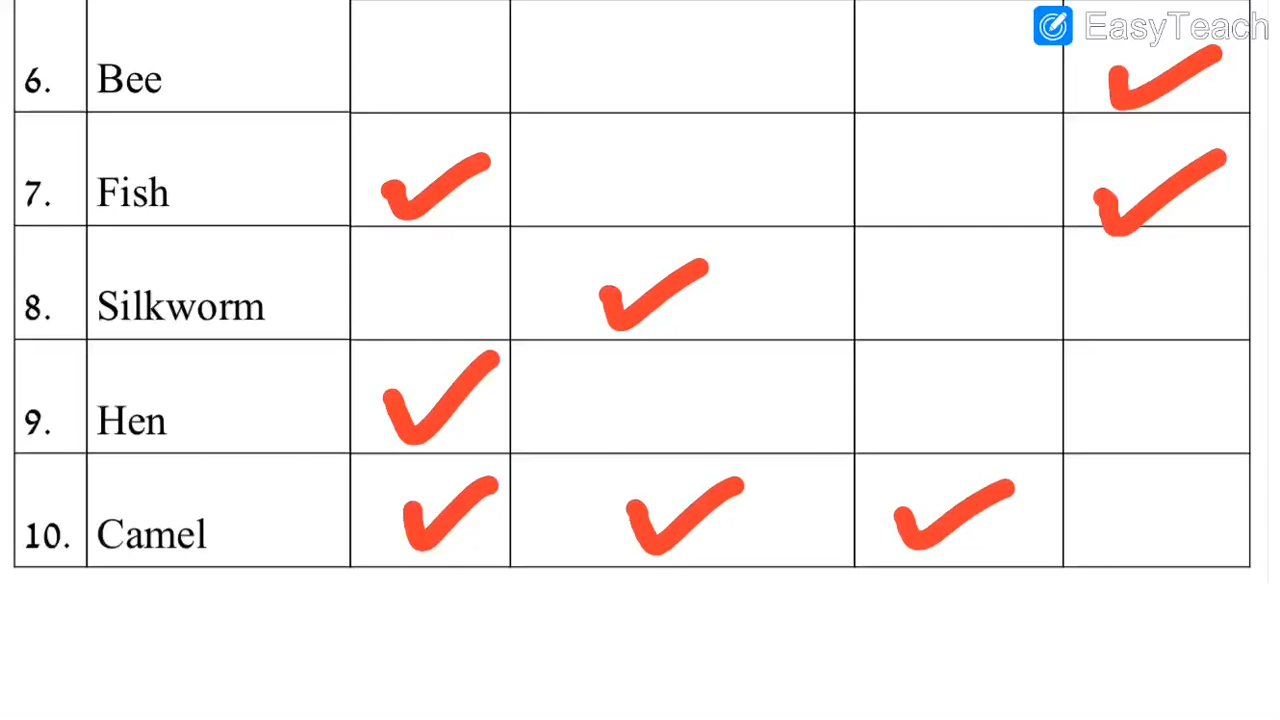 EasyTeach
6. Bee ✓
7. Fish ✓ ✓
8. Silkworm ✓
9. Hen ✓
10. Camel ✓ ✓ ✓